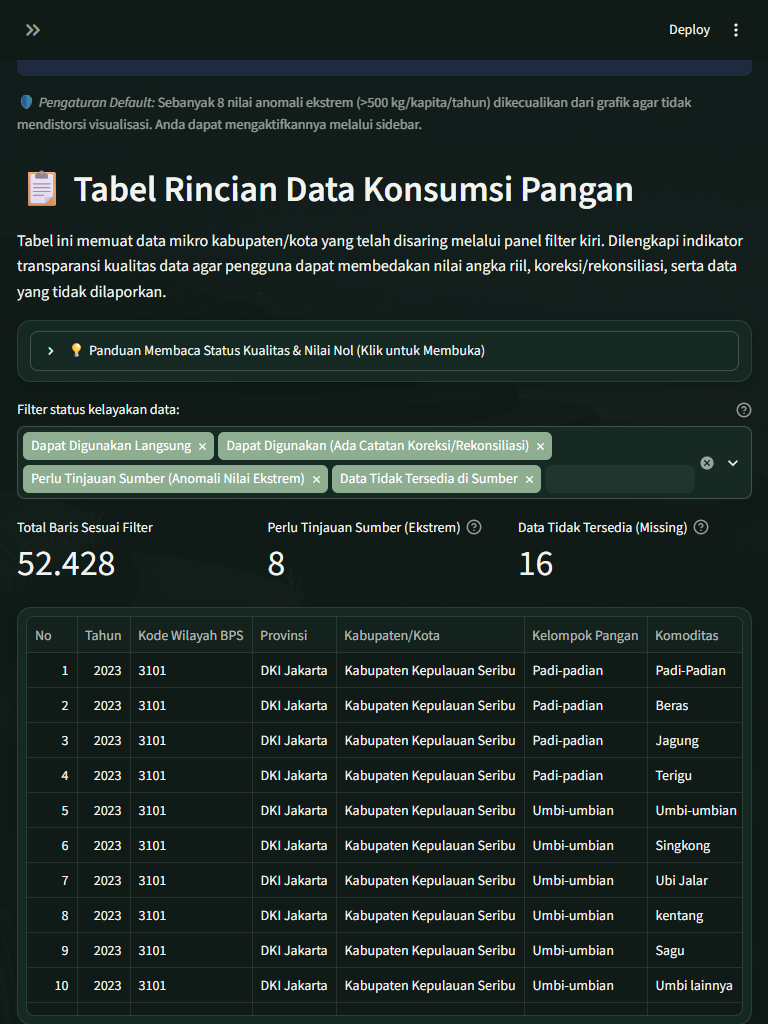 Deploy
Pengaturan Default: Sebanyak 8 nilai anomali ekstrem (>500 kg/kapita/tahun) dikecualikan dari grafik agar tidak
mendistorsi visualisasi. Anda dapat mengaktifkannya melalui sidebar.
Tabel Rincian Data Konsumsi Pangan
Tabel ini memuat data mikro kabupaten/kota yang telah disaring melalui panel filter kiri. Dilengkapi indikator
transparansi kualitas data agar pengguna dapat membedakan nilai angka riil, koreksi/rekonsiliasi, serta data
yang tidak dilaporkan.
Panduan Membaca Status Kualitas & Nilai Nol (Klik untuk Membuka)
Filter status kelayakan data:
Dapat Digunakan Langsung × Dapat Digunakan (Ada Catatan Koreksi/Rekonsiliasi) ×
Perlu Tinjauan Sumber (Anomali Nilai Ekstrem) × Data Tidak Tersedia di Sumber ×
Total Baris Sesuai Filter Perlu Tinjauan Sumber (Ekstrem) Data Tidak Tersedia (Missing)
52.428 8 16
No Tahun Kode Wilayah BPS Provinsi Kabupaten/Kota Kelompok Pangan Komoditas
1 2023 3101 DKI Jakarta Kabupaten Kepulauan Seribu Padi-padian Padi-Padian
2 2023 3101 DKI Jakarta Kabupaten Kepulauan Seribu Padi-padian Beras
3 2023 3101 DKI Jakarta Kabupaten Kepulauan Seribu Padi-padian Jagung
4 2023 3101 DKI Jakarta Kabupaten Kepulauan Seribu Padi-padian Terigu
5 2023 3101 DKI Jakarta Kabupaten Kepulauan Seribu Umbi-umbian Umbi-umbian
6 2023 3101 DKI Jakarta Kabupaten Kepulauan Seribu Umbi-umbian Singkong
7 2023 3101 DKI Jakarta Kabupaten Kepulauan Seribu Umbi-umbian Ubi Jalar
8 2023 3101 DKI Jakarta Kabupaten Kepulauan Seribu Umbi-umbian kentang
9 2023 3101 DKI Jakarta Kabupaten Kepulauan Seribu Umbi-umbian Sagu
10 2023 3101 DKI Jakarta Kabupaten Kepulauan Seribu Umbi-umbian Umbi lainnya